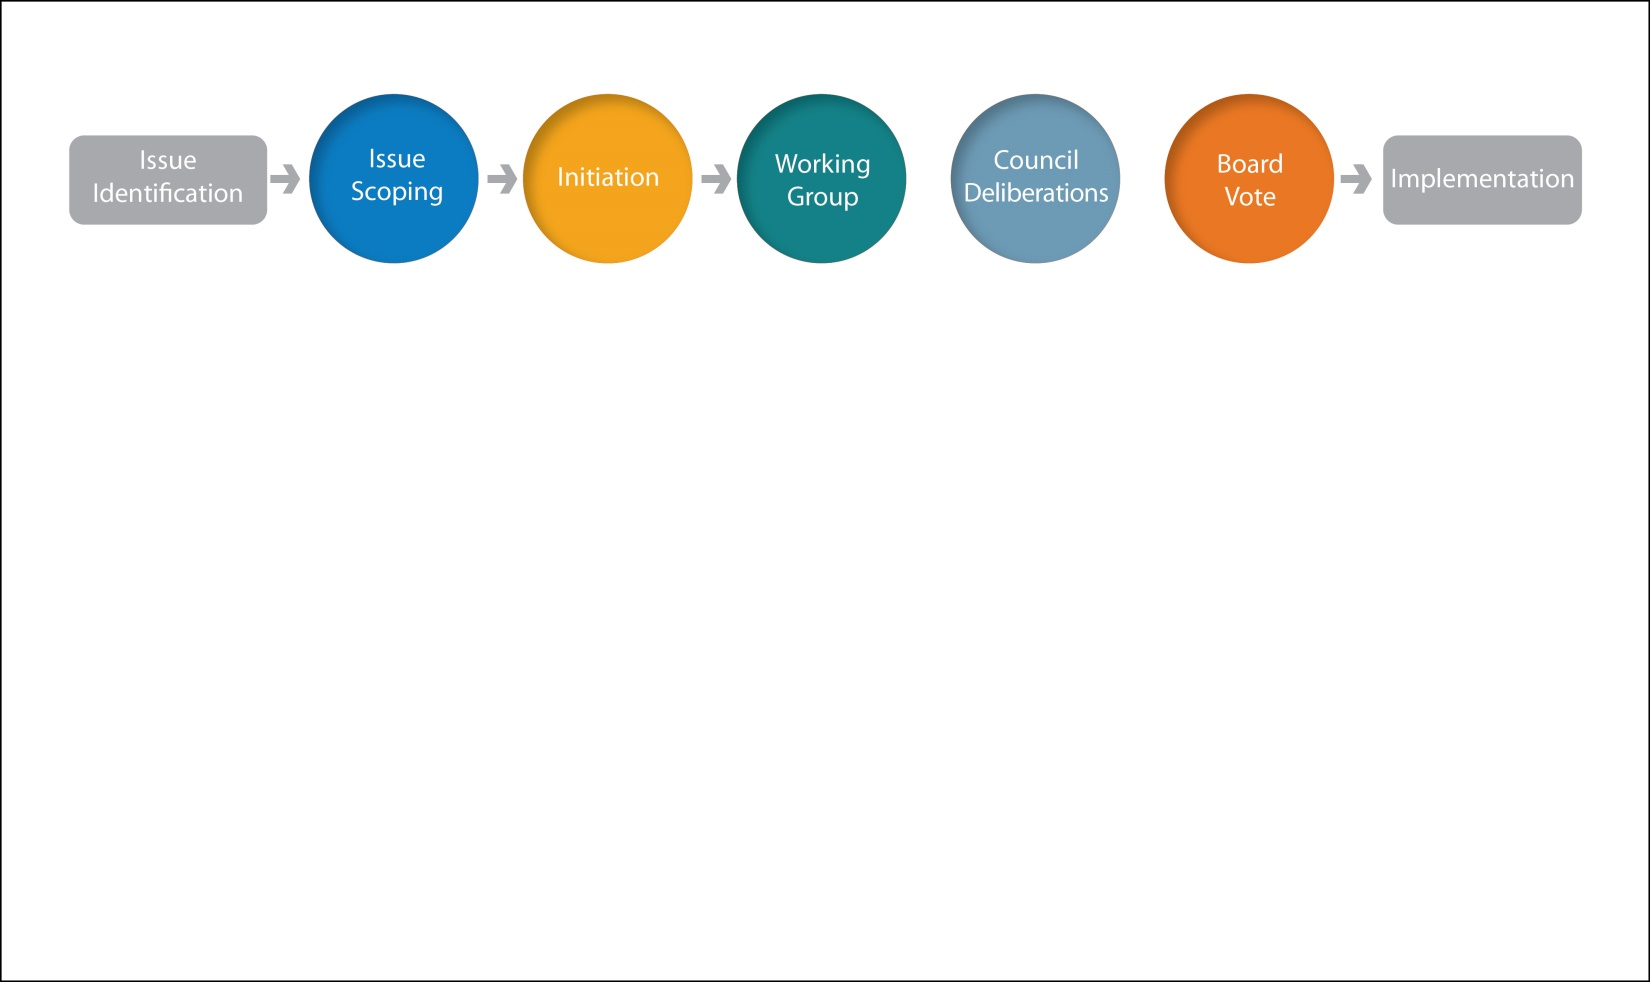 Issue
Identification
Issue
Scoping
Initiation
Working
Group
Council
Deliberations
Board
Vote
Implementation